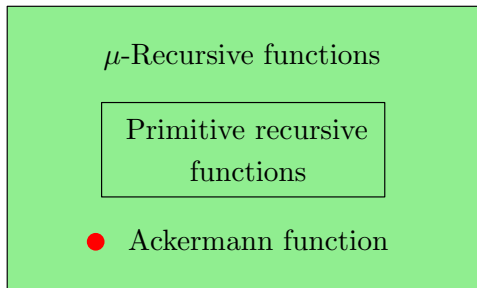 μ-Recursive functions
Primitive recursive
functions
Ackermann function